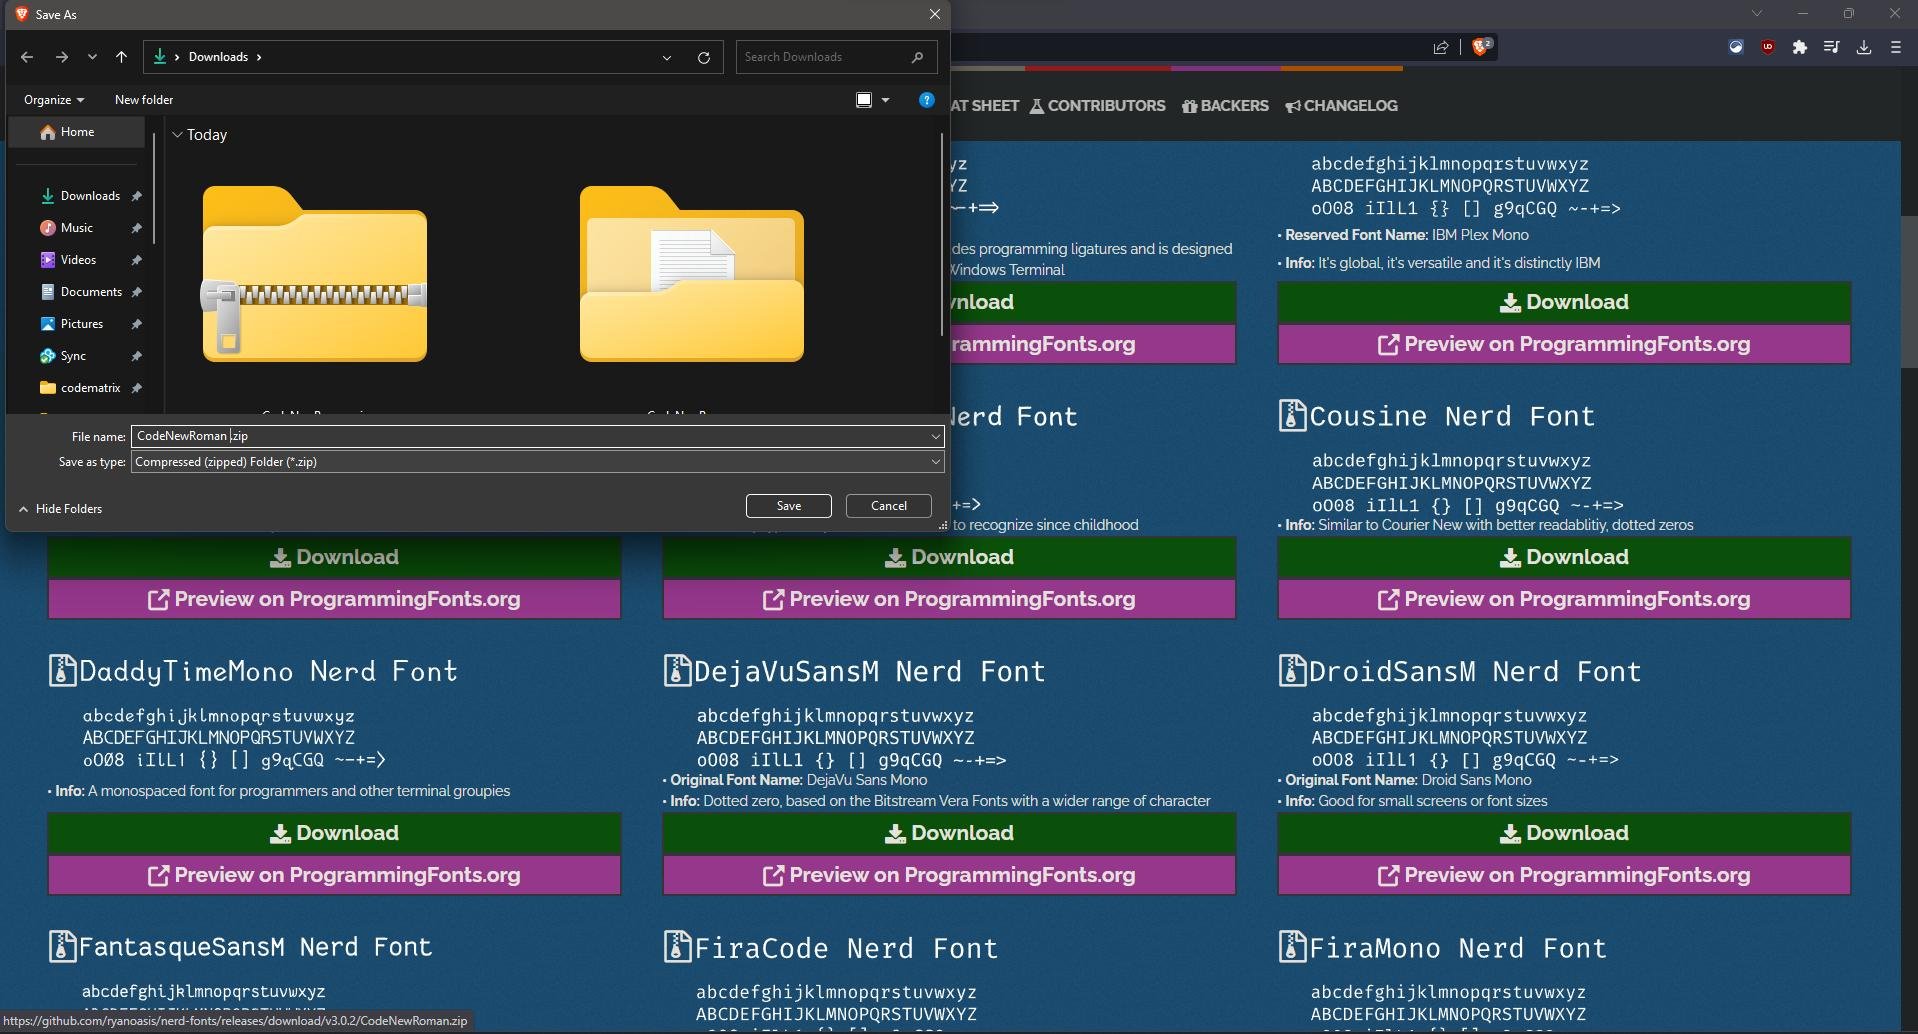 Save As
Downloads
Search Downloads
Organize
New folder
Home
Downloads
Music
Videos
Documents
Pictures
Sync
codematrix
Today
File name: CodeNewRoman .zip
Save as type: Compressed (zipped) Folder (*.zip)
Hide Folders
Save
Cancel
2
UO
AT SHEET CONTRIBUTORS BACKERS CHANGELOG
yz
YZ
~-+=>
des programming ligatures and is designed
Windows Terminal
nload
rammingFonts.org
abcdefghijklmnopqrstuvwxyz
ABCDEFGHIJKLMNOPQRSTUVWXYZ
oO08 iIlL1 {} [] g9qCGQ ~-+=>
• Reserved Font Name: IBM Plex Mono
• Info: It's global, it's versatile and it's distinctly IBM
Download
Preview on ProgrammingFonts.org
Nerd Font
+=>
to recognize since childhood
Cousine Nerd Font
abcdefghijklmnopqrstuvwxyz
ABCDEFGHIJKLMNOPQRSTUVWXYZ
oO08 iIlL1 {} [] g9qCGQ ~-+=>
• Info: Similar to Courier New with better readablitiy, dotted zeros
Download
Preview on ProgrammingFonts.org
Download
Preview on ProgrammingFonts.org
Download
Preview on ProgrammingFonts.org
DaddyTimeMono Nerd Font
abcdefghijklmnopqrstuvwxyz
ABCDEFGHIJKLMNOPQRSTUVWXYZ
oO08 iIlL1 {} [] g9qCGQ ~-+=>
• Info: A monospaced font for programmers and other terminal groupies
Download
Preview on ProgrammingFonts.org
DejaVuSansM Nerd Font
abcdefghijklmnopqrstuvwxyz
ABCDEFGHIJKLMNOPQRSTUVWXYZ
oO08 iIlL1 {} [] g9qCGQ ~-+=>
• Original Font Name: DejaVu Sans Mono
• Info: Dotted zero, based on the Bitstream Vera Fonts with a wider range of character
Download
Preview on ProgrammingFonts.org
DroidSansM Nerd Font
abcdefghijklmnopqrstuvwxyz
ABCDEFGHIJKLMNOPQRSTUVWXYZ
oO08 iIlL1 {} [] g9qCGQ ~-+=>
• Original Font Name: Droid Sans Mono
• Info: Good for small screens or font sizes
Download
Preview on ProgrammingFonts.org
FantasqueSansM Nerd Font
abcdefghijklmnopqrstuvwxyz
FiraCode Nerd Font
abcdefghijklmnopqrstuvwxyz
FiraMono Nerd Font
abcdefghijklmnopqrstuvwxyz
https://github.com/ryanoasis/nerd-fonts/releases/download/v3.0.2/CodeNewRoman.zip